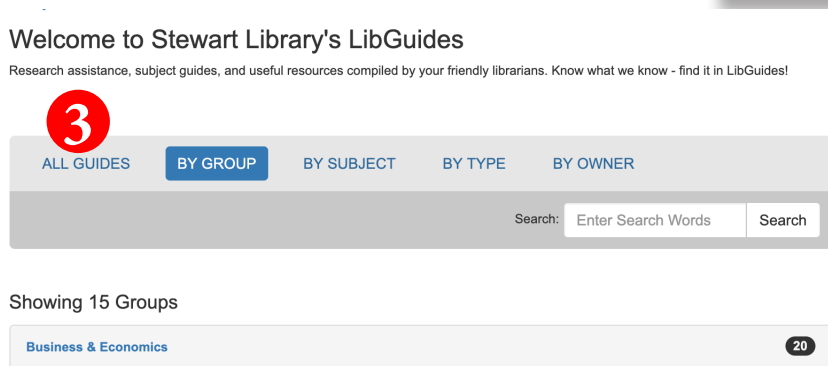 Welcome to Stewart Library's LibGuides
Research assistance, subject guides, and useful resources compiled by your friendly librarians. Know what we know - find it in LibGuides!
3
ALL GUIDES BY GROUP BY SUBJECT BY TYPE BY OWNER
Search: Enter Search Words Search
Showing 15 Groups
Business & Economics 20